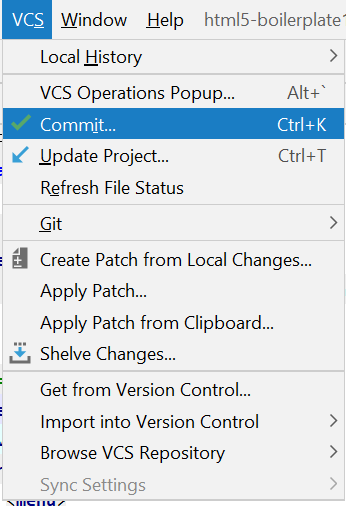 VCS Window Help html5-boilerplate
Local History
VCS Operations Popup... Alt+`
Commit... Ctrl+K
Update Project... Ctrl+T
Refresh File Status
Git
Create Patch from Local Changes...
Apply Patch...
Apply Patch from Clipboard...
Shelve Changes...
Get from Version Control...
Import into Version Control
Browse VCS Repository
Sync Settings
<menu>